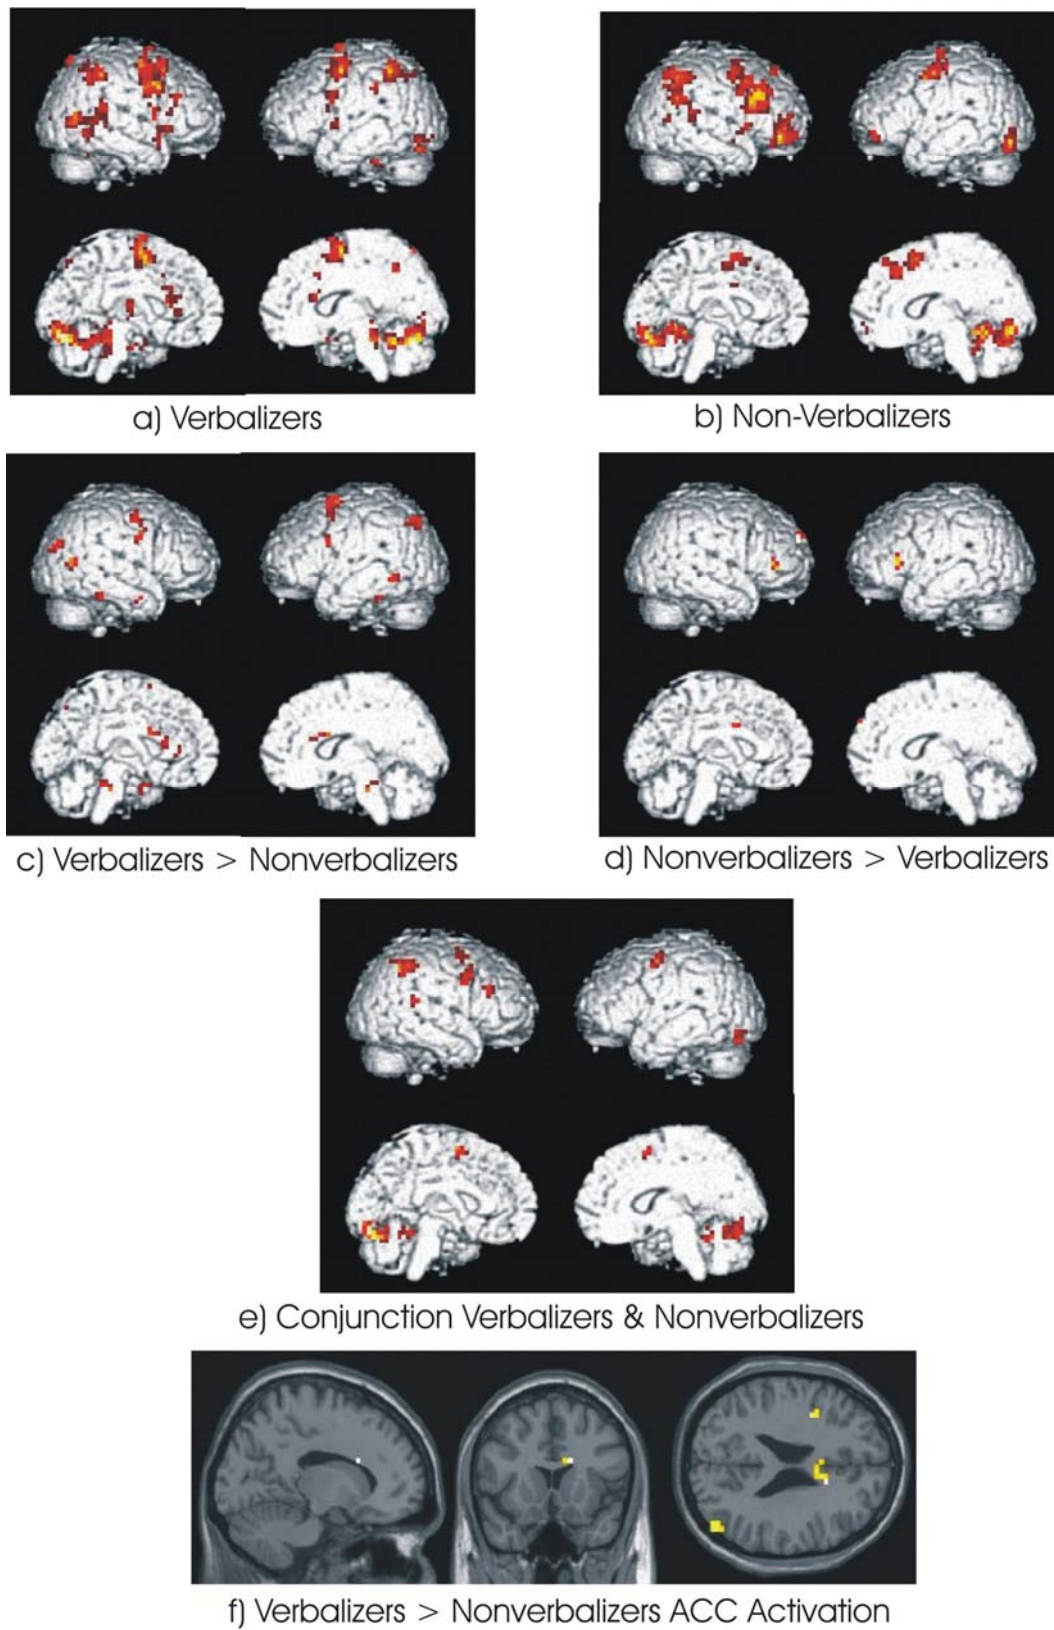 a) Verbalizers
b) Non-Verbalizers
c) Verbalizers > Nonverbalizers
d) Nonverbalizers > Verbalizers
e) Conjunction Verbalizers & Nonverbalizers
f) Verbalizers > Nonverbalizers ACC Activation